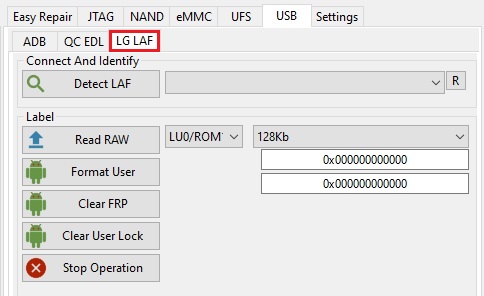 Easy Repair JTAG NAND eMMC UFS USB Settings
ADB QC EDL LG LAF
Connect And Identify
Detect LAF R
Label
Read RAW LU0/ROM1 128Kb
0x000000000000
Format User 0x000000000000
Clear FRP
Clear User Lock
Stop Operation